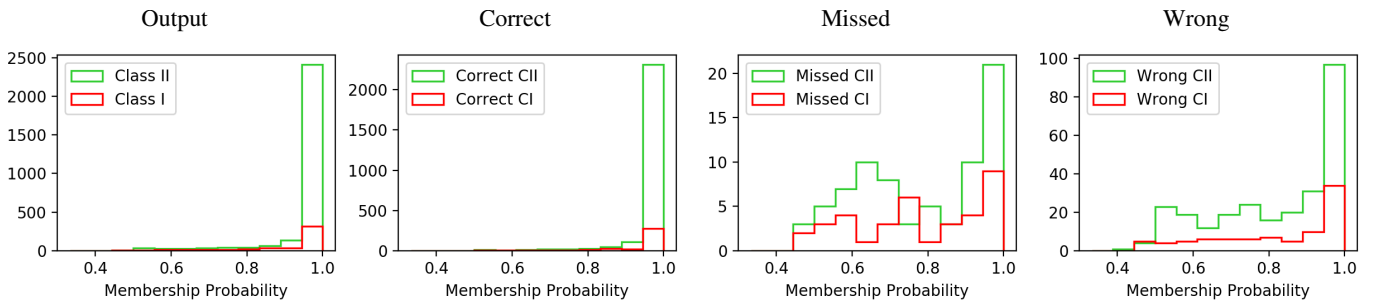 Output
2500
2000
1500
1000
500
0
Class II
Class I
0.4 0.6 0.8 1.0
Membership Probability
Correct
2000
1500
1000
500
0
Correct CII
Correct CI
0.4 0.6 0.8 1.0
Membership Probability
Missed
20
15
10
5
0
Missed CII
Missed CI
0.4 0.6 0.8 1.0
Membership Probability
Wrong
100
80
60
40
20
0
Wrong CII
Wrong CI
0.4 0.6 0.8 1.0
Membership Probability